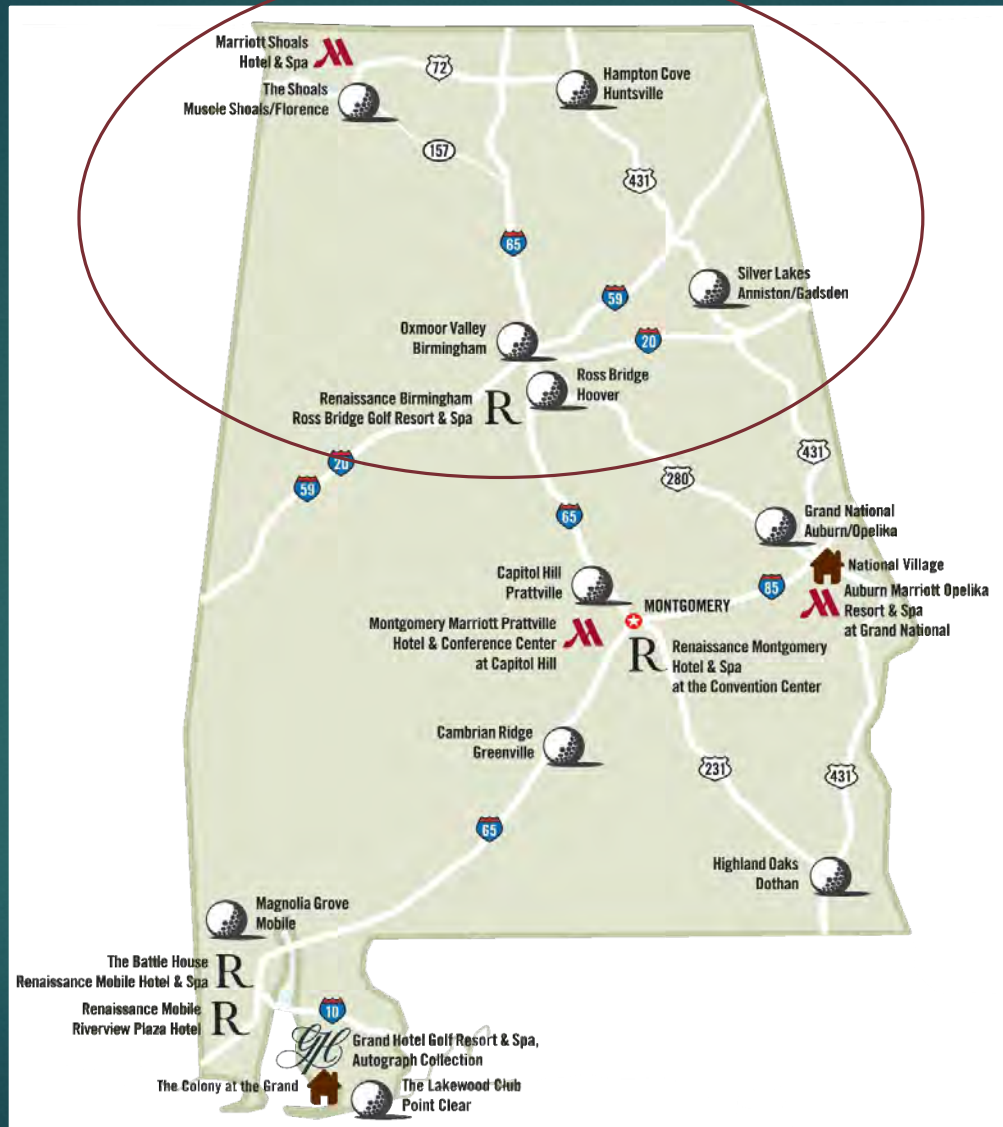 Marriott Shoals
Hotel & Spa
72
Hampton Cove
Huntsville
The Shoals
Muscle Shoals/Florence
157
431
65
Silver Lakes
Anniston/Gadsden
59
Oxmoor Valley
Birmingham
20
Ross Bridge
Hoover
Renaissance Birmingham
Ross Bridge Golf Resort & Spa
R
20
59
431
280
65
Grand National
Auburn/Opelika
National Village
Capitol Hill
Prattville
85
Auburn Marriott Opelika
Resort & Spa
at Grand National
MONTGOMERY
Montgomery Marriott Prattville
Hotel & Conference Center
at Capitol Hill
R
Renaissance Montgomery
Hotel & Spa
at the Convention Center
Cambrian Ridge
Greenville
231
431
65
Highland Oaks
Dothan
Magnolia Grove
Mobile
The Battle House
Renaissance Mobile Hotel & Spa
R
Renaissance Mobile
Riverview Plaza Hotel
R
10
GH
Grand Hotel Golf Resort & Spa,
Autograph Collection
The Colony at the Grand
The Lakewood Club
Point Clear